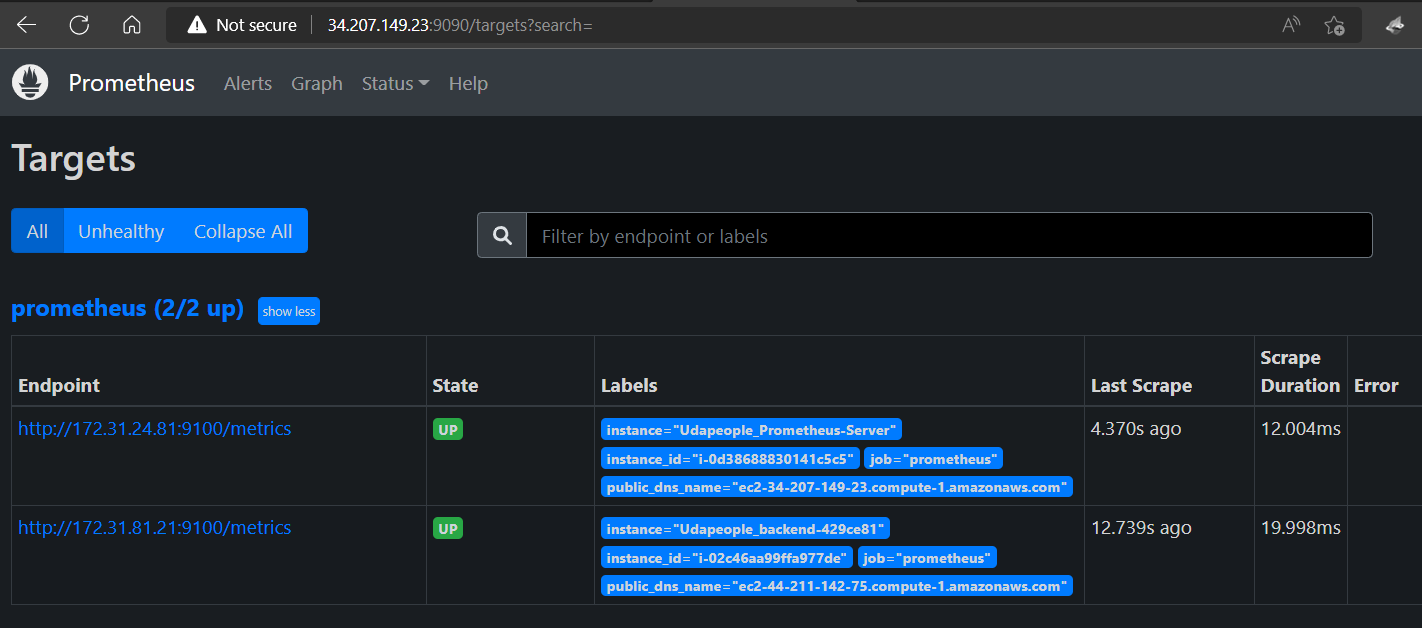 Not secure 34.207.149.23:9090/targets?search=
Prometheus Alerts Graph Status Help
Targets
All Unhealthy Collapse All
Filter by endpoint or labels
prometheus (2/2 up) show less
Endpoint State Labels Last Scrape Scrape Duration Error
http://172.31.24.81:9100/metrics UP instance="Udapeople_Prometheus-Server" 4.370s ago 12.004ms
instance_id="i-0d38688830141c5c5" job="prometheus"
public_dns_name="ec2-34-207-149-23.compute-1.amazonaws.com"
http://172.31.81.21:9100/metrics UP instance="Udapeople_backend-429ce81" 12.739s ago 19.998ms
instance_id="i-02c46aa99ffa977de" job="prometheus"
public_dns_name="ec2-44-211-142-75.compute-1.amazonaws.com"